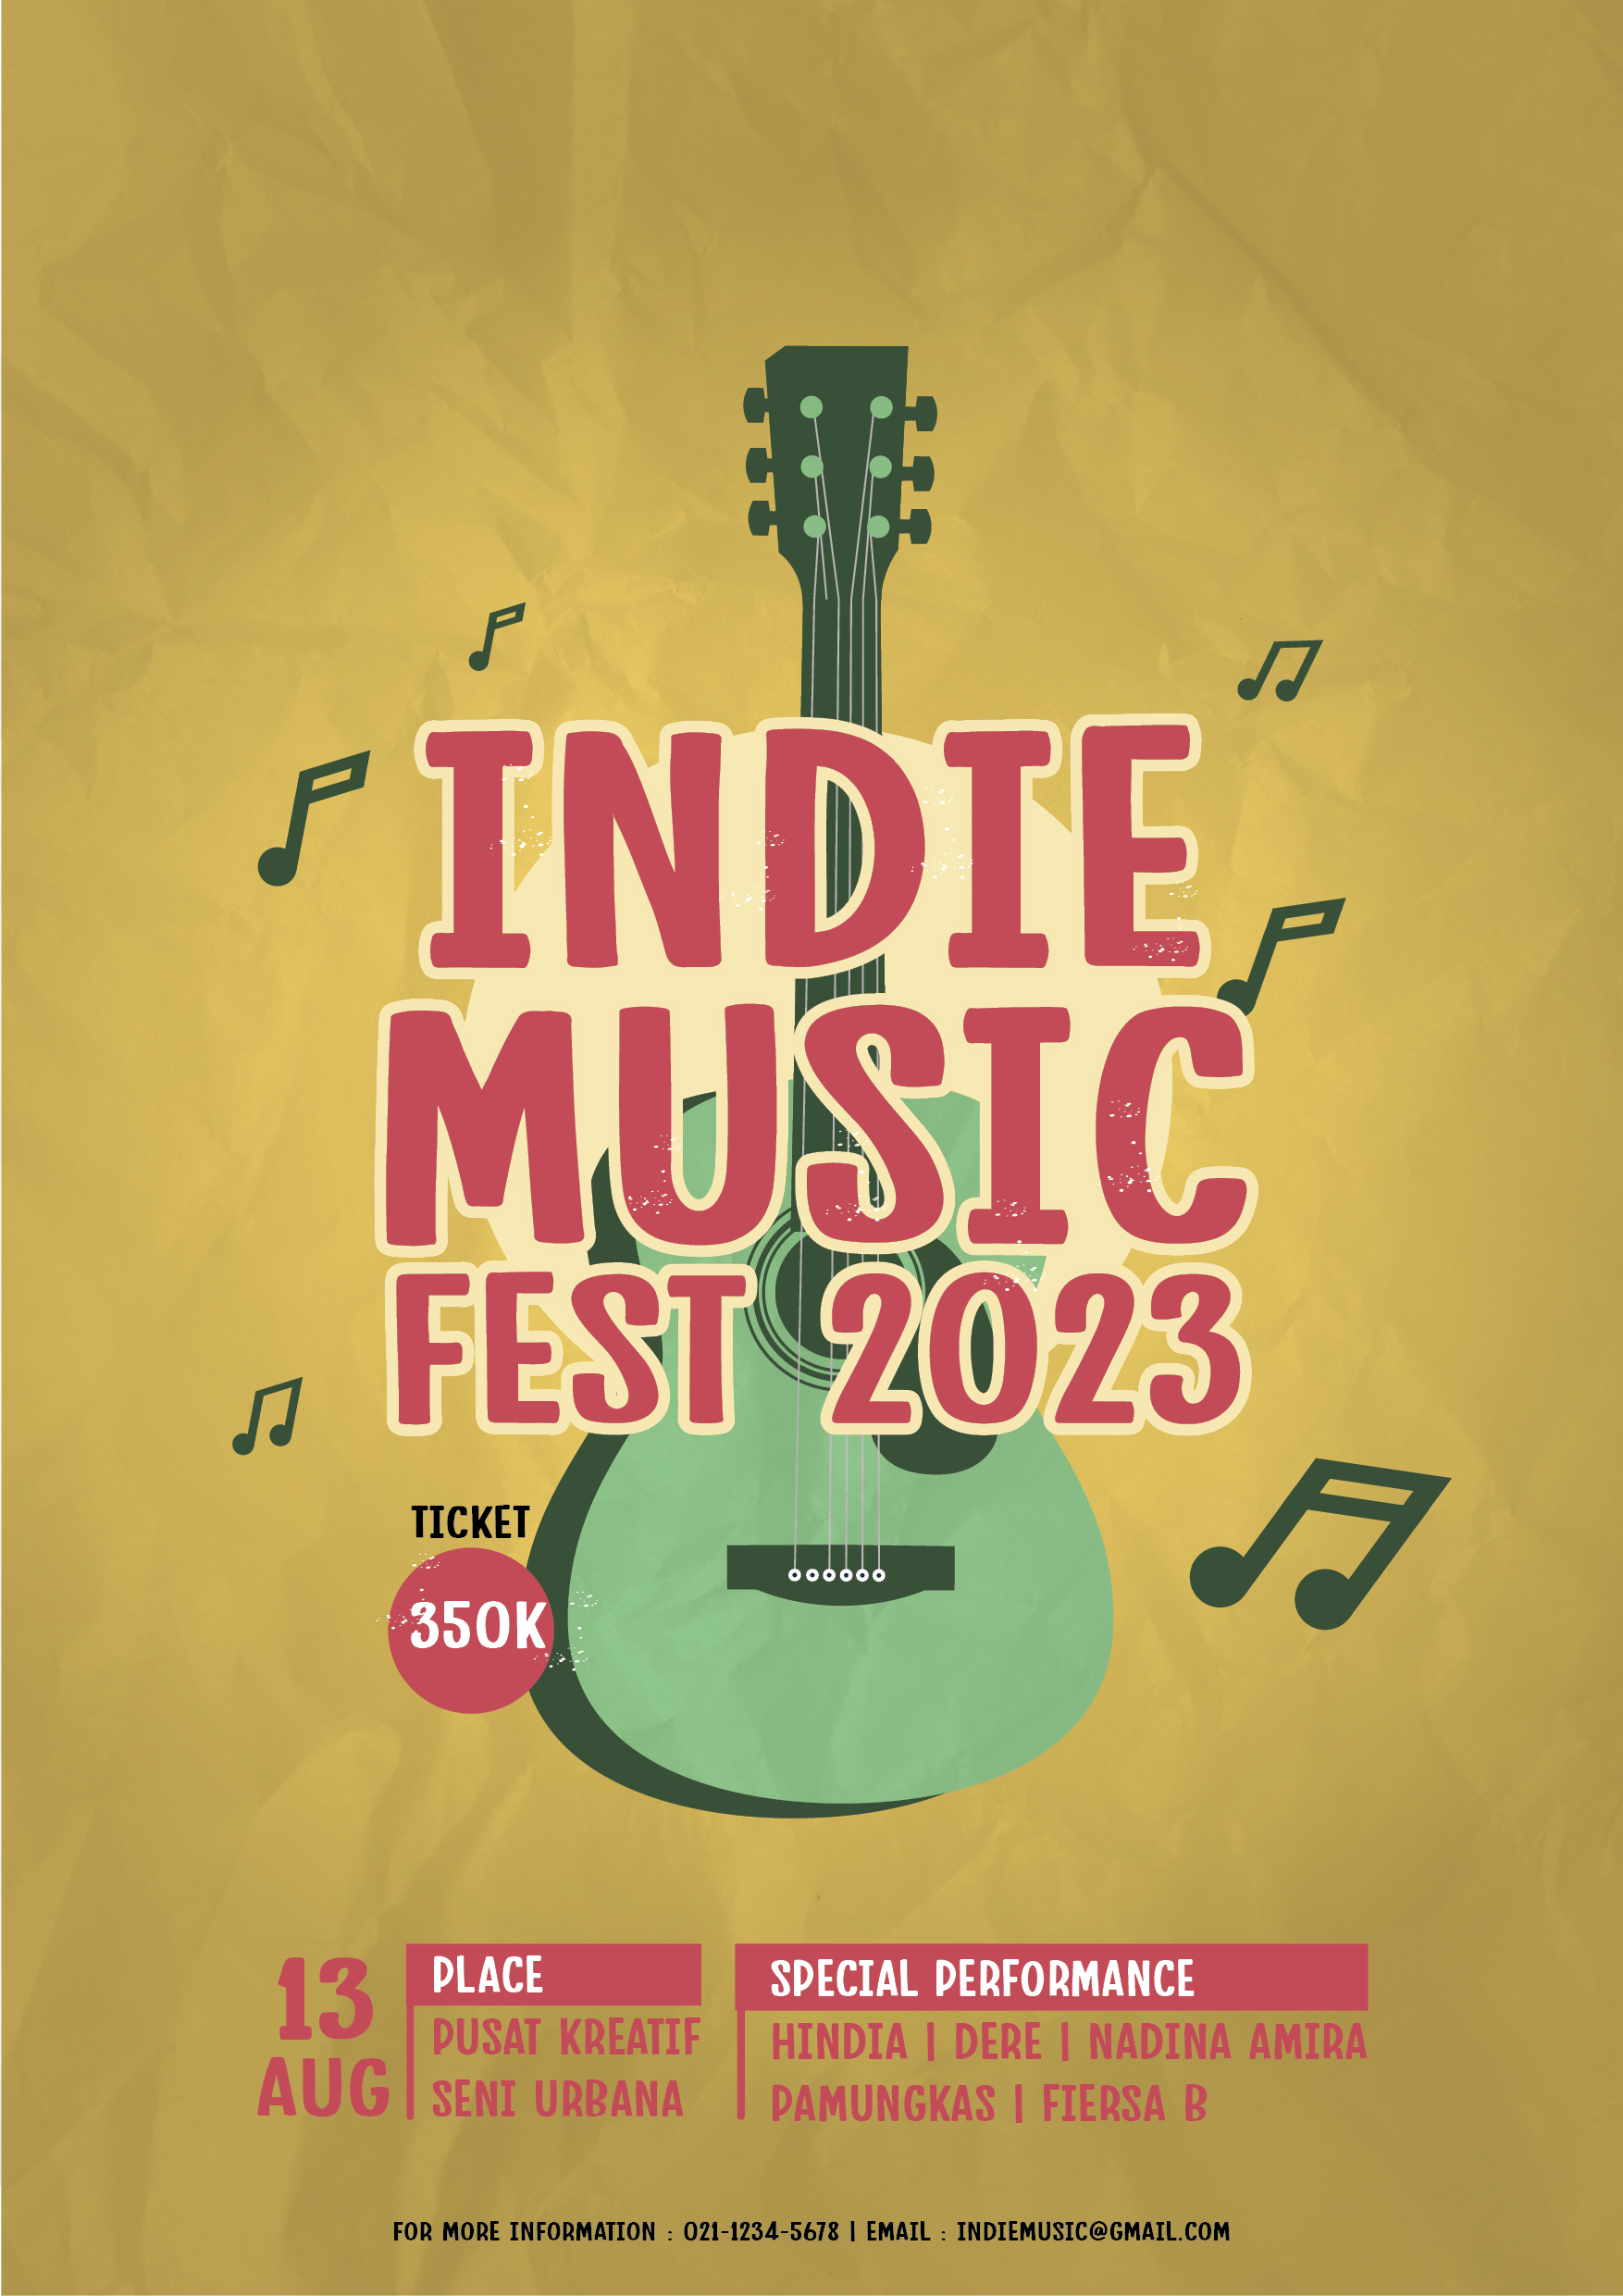 INDIE
MUSIC
FEST 2023
TICKET
350K
13
AUG
PLACE
PUSAT KREATIF
SENI URBANA
SPECIAL PERFORMANCE
HINDIA | DERE | NADINA AMIRA
PAMUNGKAS | FIERSA B
FOR MORE INFORMATION : 021-1234-5678 | EMAIL : INDIEMUSIC@GMAIL.COM